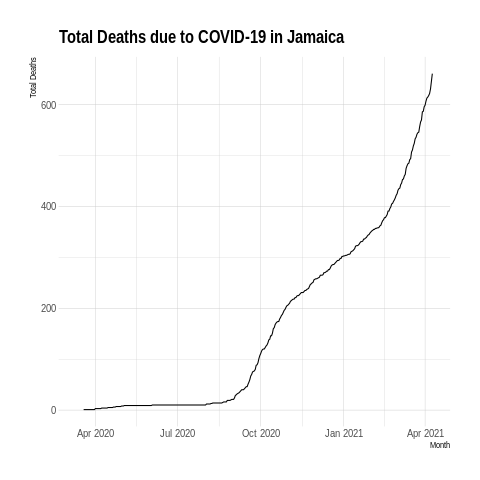 Total Deaths due to COVID-19 in Jamaica
Total Deaths
600
400
200
0
Apr 2020 Jul 2020 Oct 2020 Jan 2021 Apr 2021
Month